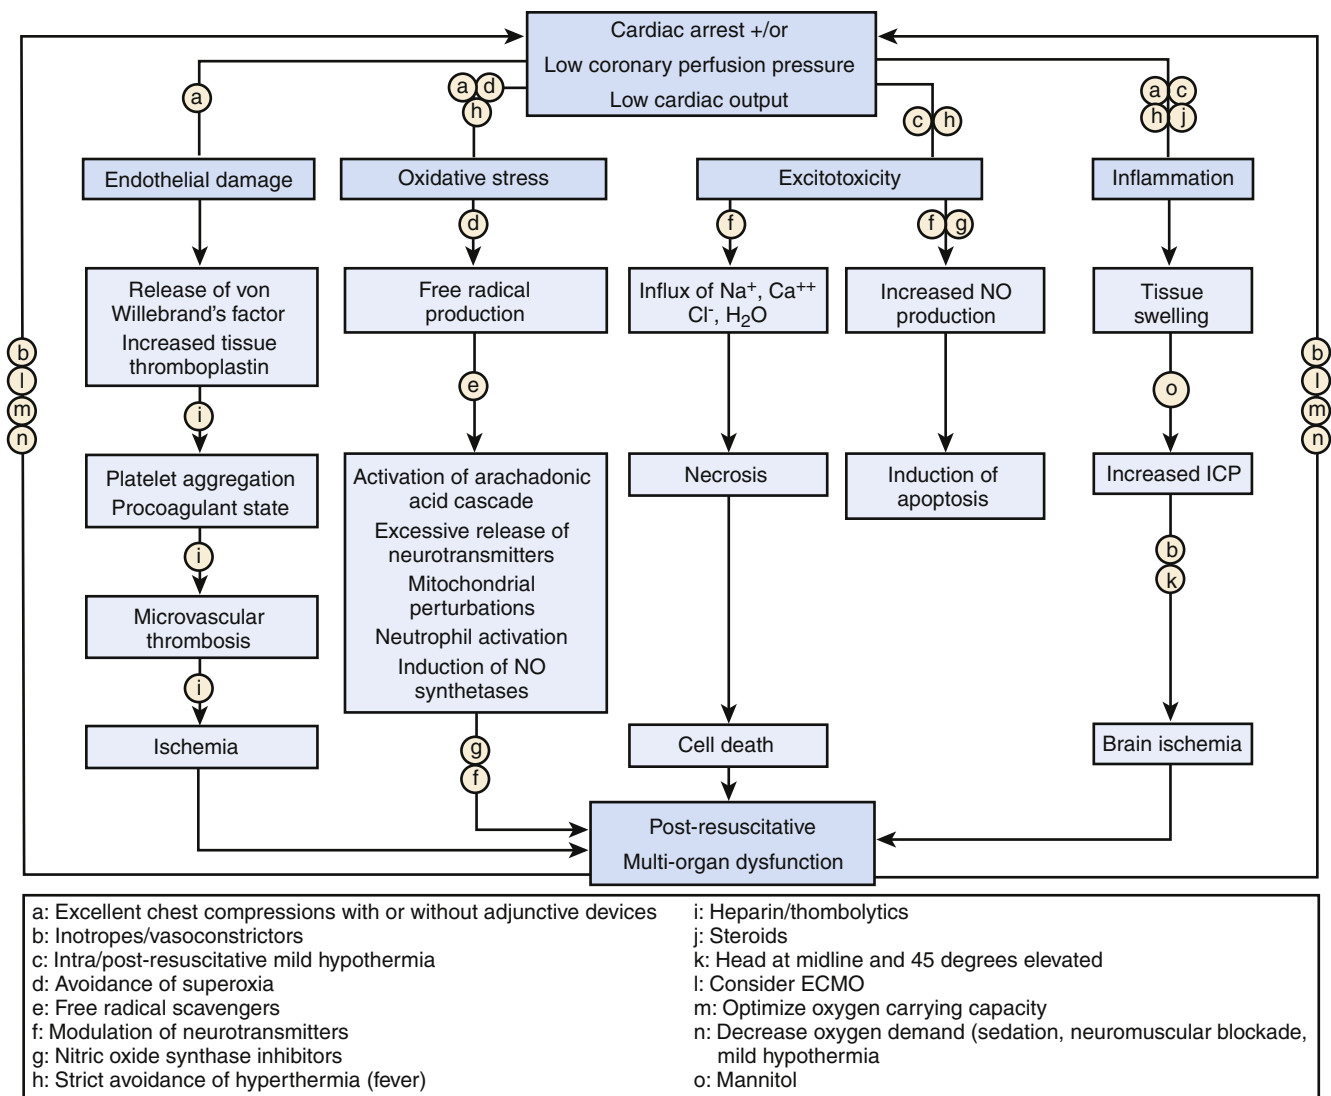 Cardiac arrest +/or
Low coronary perfusion pressure
Low cardiac output
a
a
d
h
c
h
a
c
h
j
Endothelial damage
Oxidative stress
Excitotoxicity
Inflammation
d
f
f
g
Release of von
Willebrand's factor
Increased tissue
thromboplastin
Free radical
production
Influx of Na⁺, Ca⁺⁺
Cl⁻, H₂O
Increased NO
production
Tissue
swelling
b
l
m
n
i
e
o
b
l
m
n
Platelet aggregation
Procoagulant state
Activation of arachadonic
acid cascade
Excessive release of
neurotransmitters
Mitochondrial
perturbations
Neutrophil activation
Induction of NO
synthetases
Necrosis
Induction of
apoptosis
Increased ICP
i
b
k
Microvascular
thrombosis
i
Ischemia
g
f
Cell death
Brain ischemia
Post-resuscitative
Multi-organ dysfunction
a: Excellent chest compressions with or without adjunctive devices
b: Inotropes/vasoconstrictors
c: Intra/post-resuscitative mild hypothermia
d: Avoidance of superoxia
e: Free radical scavengers
f: Modulation of neurotransmitters
g: Nitric oxide synthase inhibitors
h: Strict avoidance of hyperthermia (fever)
i: Heparin/thombolytics
j: Steroids
k: Head at midline and 45 degrees elevated
l: Consider ECMO
m: Optimize oxygen carrying capacity
n: Decrease oxygen demand (sedation, neuromuscular blockade,
mild hypothermia
o: Mannitol